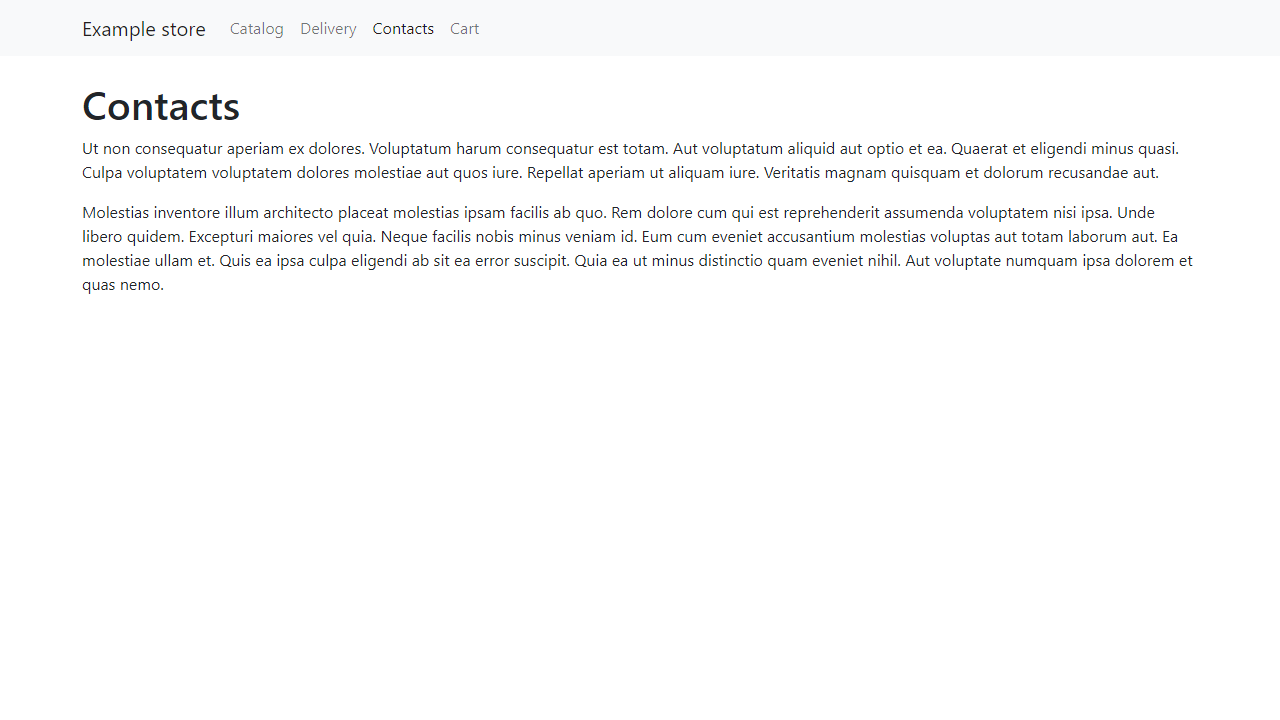 Example store Catalog Delivery Contacts Cart
Contacts
Ut non consequatur aperiam ex dolores. Voluptatum harum consequatur est totam. Aut voluptatum aliquid aut optio et ea. Quaerat et eligendi minus quasi.
Culpa voluptatem voluptatem dolores molestiae aut quos iure. Repellat aperiam ut aliquam iure. Veritatis magnam quisquam et dolorum recusandae aut.
Molestias inventore illum architecto placeat molestias ipsam facilis ab quo. Rem dolore cum qui est reprehenderit assumenda voluptatem nisi ipsa. Unde
libero quidem. Excepturi maiores vel quia. Neque facilis nobis minus veniam id. Eum cum eveniet accusantium molestias voluptas aut totam laborum aut. Ea
molestiae ullam et. Quis ea ipsa culpa eligendi ab sit ea error suscipit. Quia ea ut minus distinctio quam eveniet nihil. Aut voluptate numquam ipsa dolorem et
quas nemo.